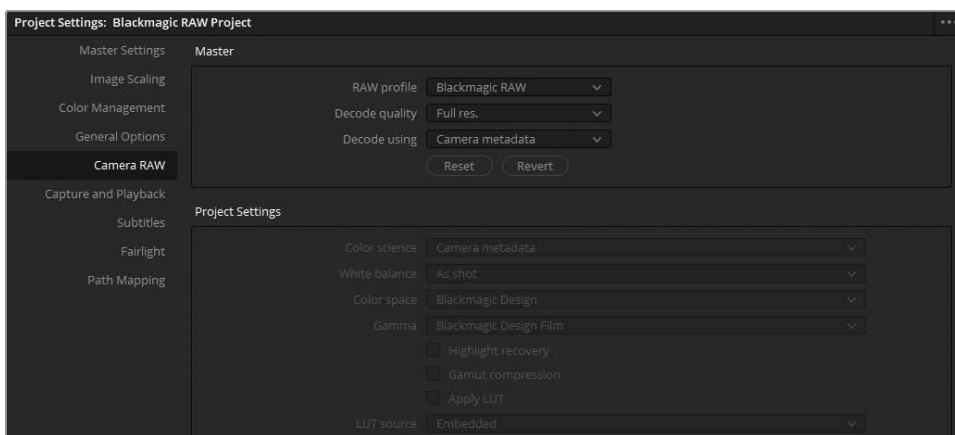 Project Settings: Blackmagic RAW Project
Master Settings
Image Scaling
Color Management
General Options
Camera RAW
Capture and Playback
Subtitles
Fairlight
Path Mapping
Master
RAW profile Blackmagic RAW
Decode quality Full res.
Decode using Camera metadata
Reset Revert
Project Settings
Color science Camera metadata
White balance As shot
Color space Blackmagic Design
Gamma Blackmagic Design Film
Highlight recovery
Gamut compression
Apply LUT
LUT source Embedded